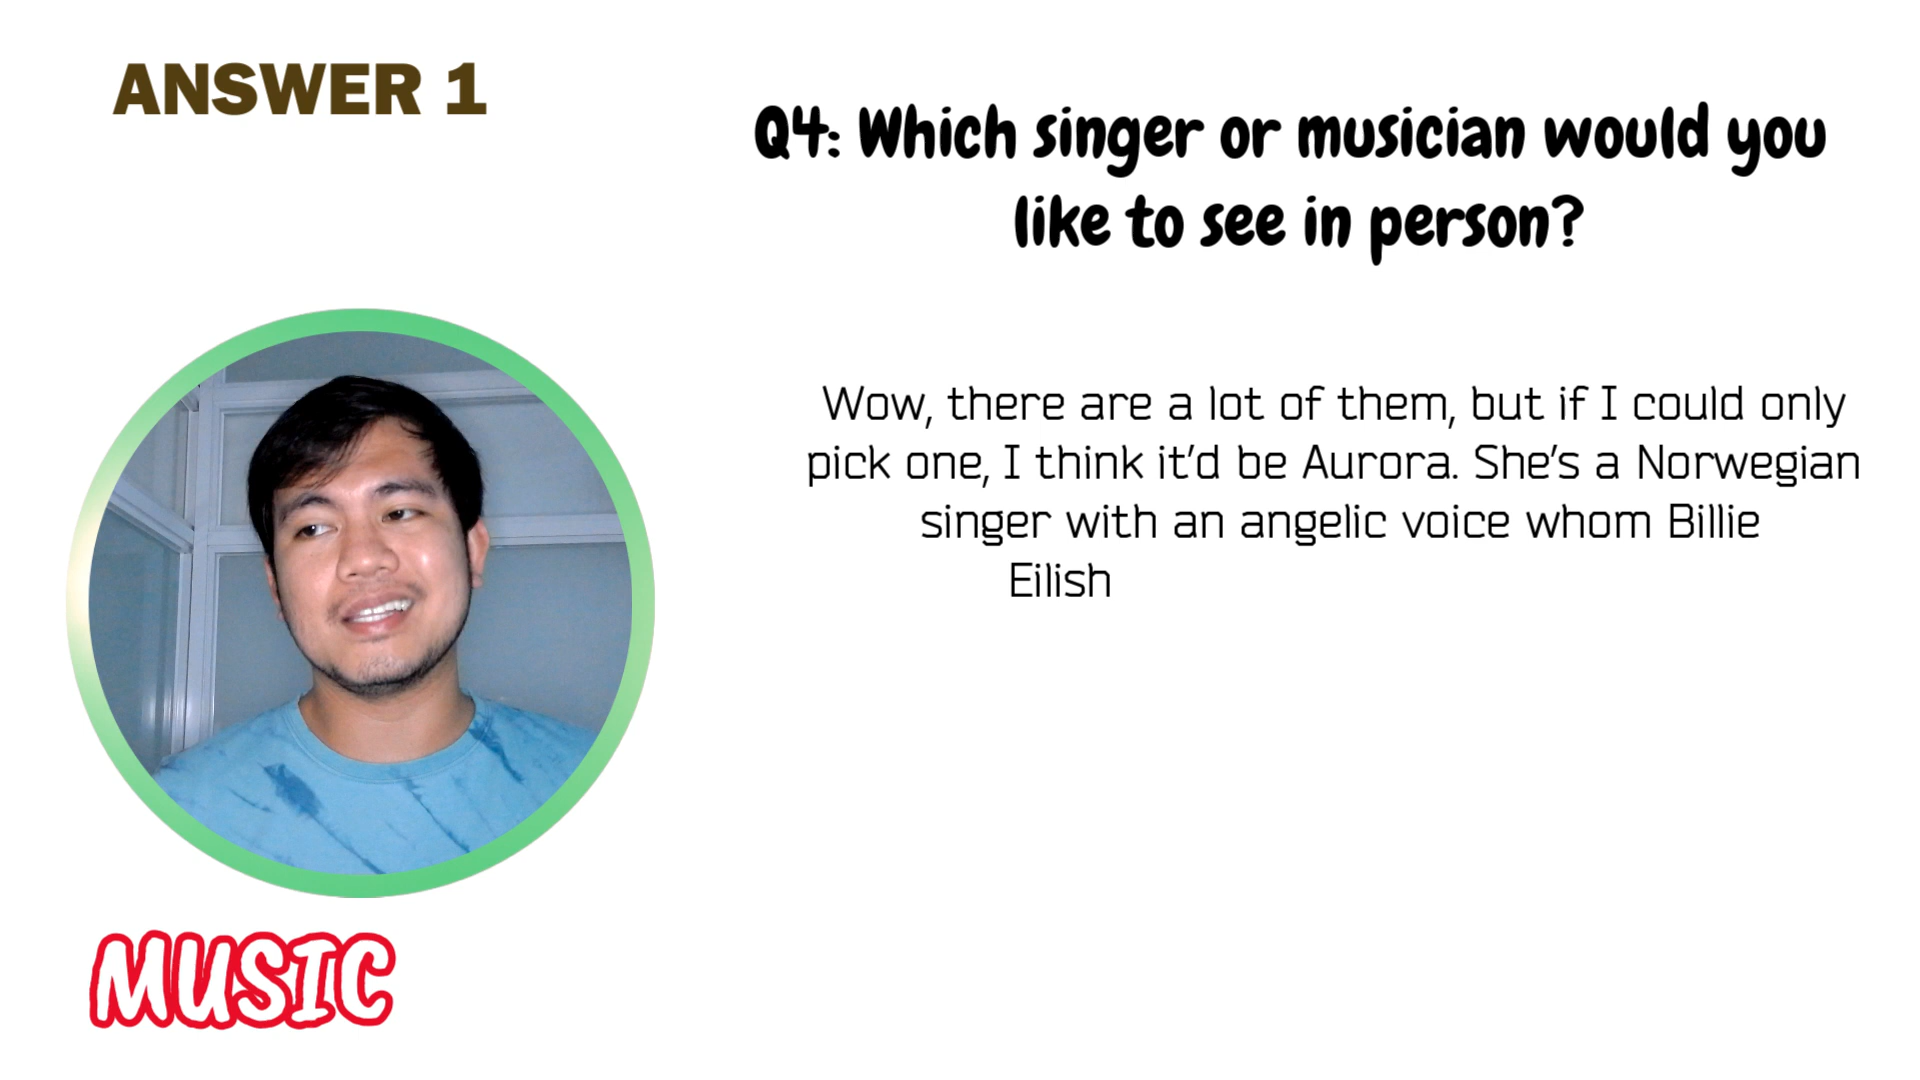 ANSWER 1
Q4: Which singer or musician would you
like to see in person?
Wow, there are a lot of them, but if I could only
pick one, I think it’d be Aurora. She’s a Norwegian
singer with an angelic voice whom Billie
Eilish
MUSIC